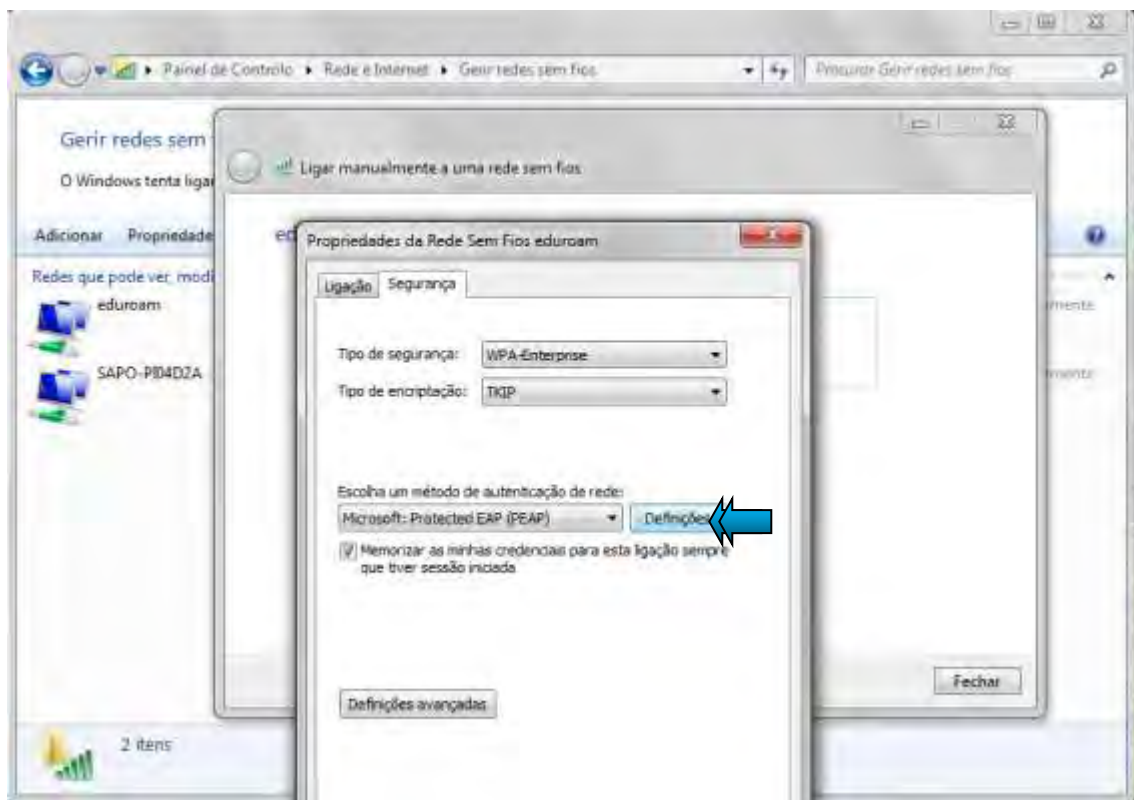 Painel de Controlo ▸ Rede e Internet ▸ Gerir redes sem fios
Procurar Gerir redes sem fios
Gerir redes sem
O Windows tenta ligar
Ligar manualmente a uma rede sem fios
Adicionar Propriedade
Propriedades da Rede Sem Fios eduroam
Redes que pode ver, modi
Ligação Segurança
eduroam
Tipo de segurança: WPA-Enterprise
SAPO-PI04D2A
Tipo de encriptação: TKIP
Escolha um método de autenticação de rede:
Microsoft: Protected EAP (PEAP) Definições
Memorizar as minhas credenciais para esta ligação sempre
que tiver sessão iniciada
Fechar
Definições avançadas
2 itens